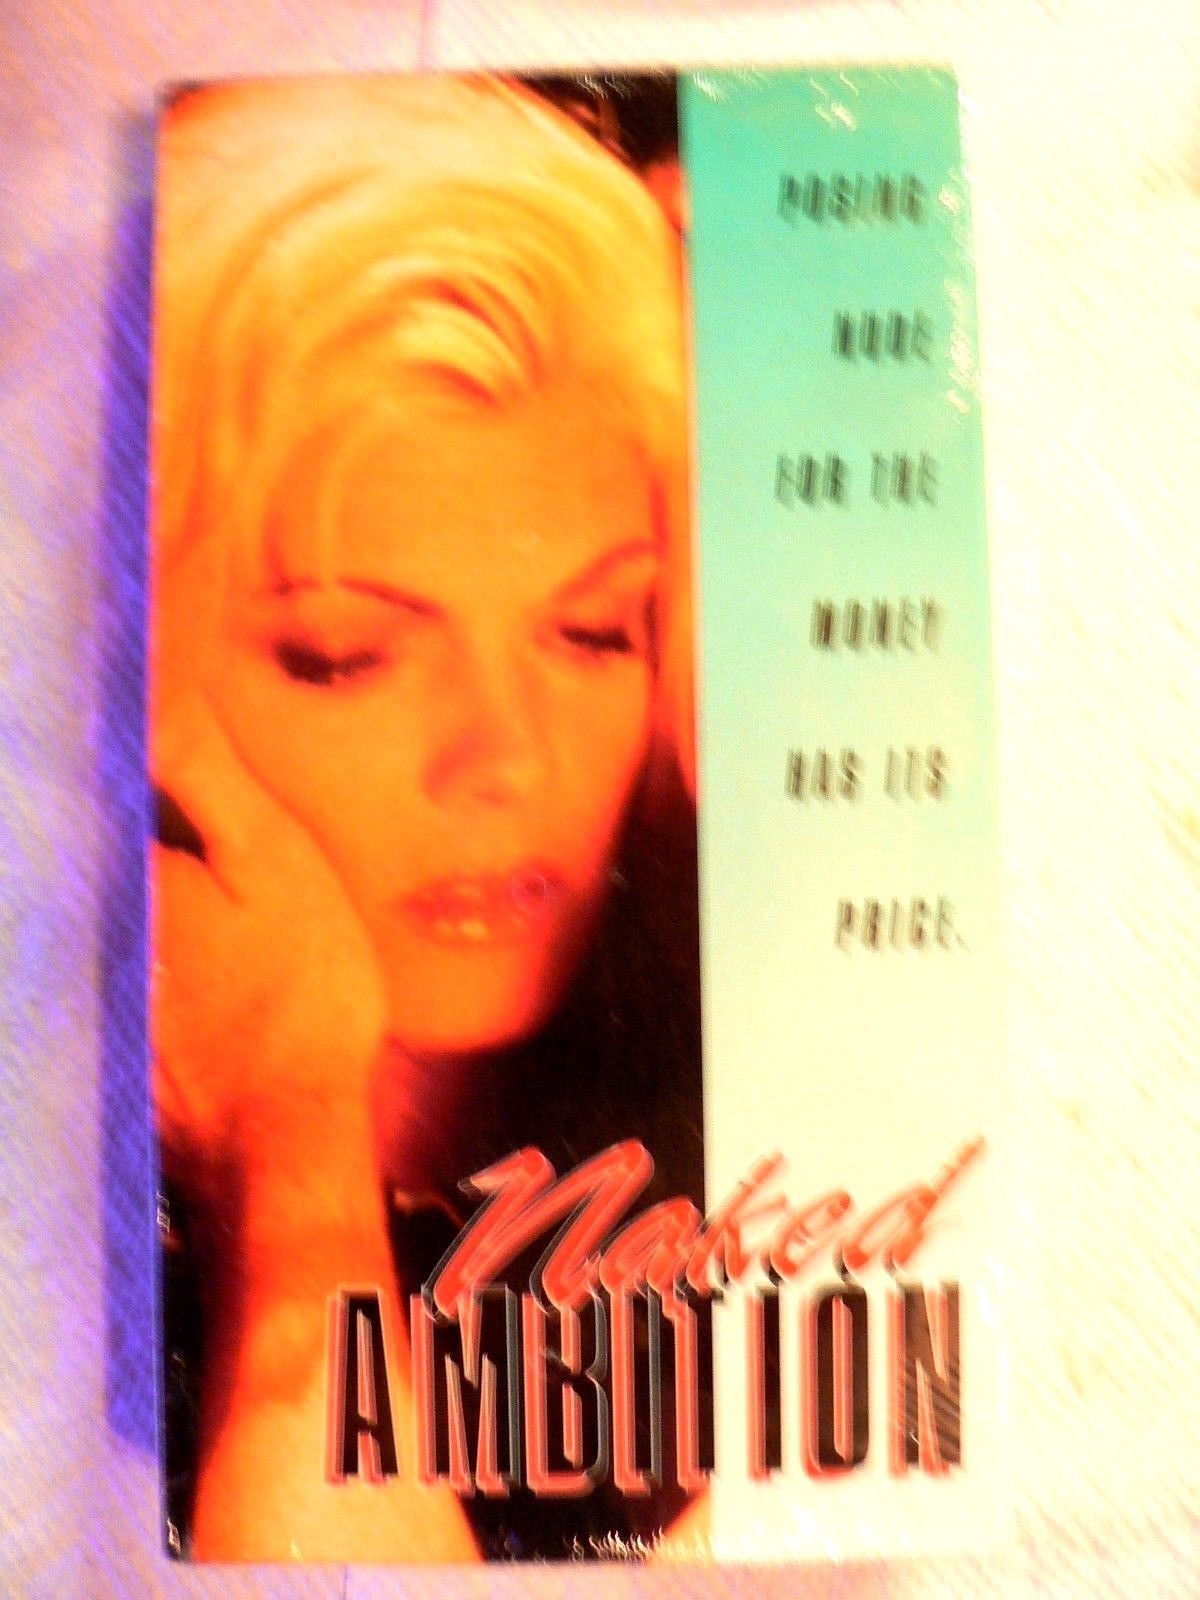 POSING
NUDE
FOR THE
MONEY
HAS ITS
PRICE.
Naked
AMBITION